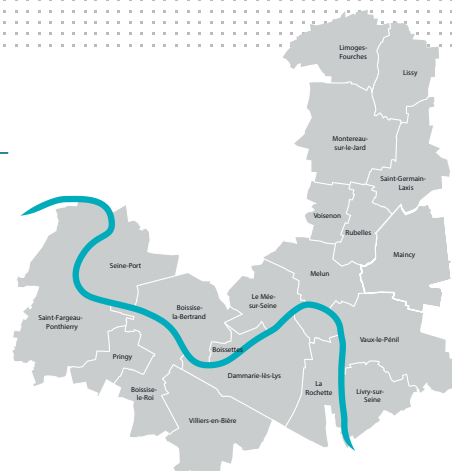 Limoges-
Fourches
Lissy
Montereau-
sur-le-Jard
Saint-Germain-
Laxis
Voisenon
Rubelles
Maincy
Seine-Port
Melun
Le Mée-
sur-Seine
Boissise-
la-Bertrand
Saint-Fargeau-
Ponthierry
Vaux-le-Pénil
Boissettes
Pringy
Dammarie-lès-Lys
Boissise-
le-Roi
La
Rochette
Livry-sur-
Seine
Villiers-en-Bière